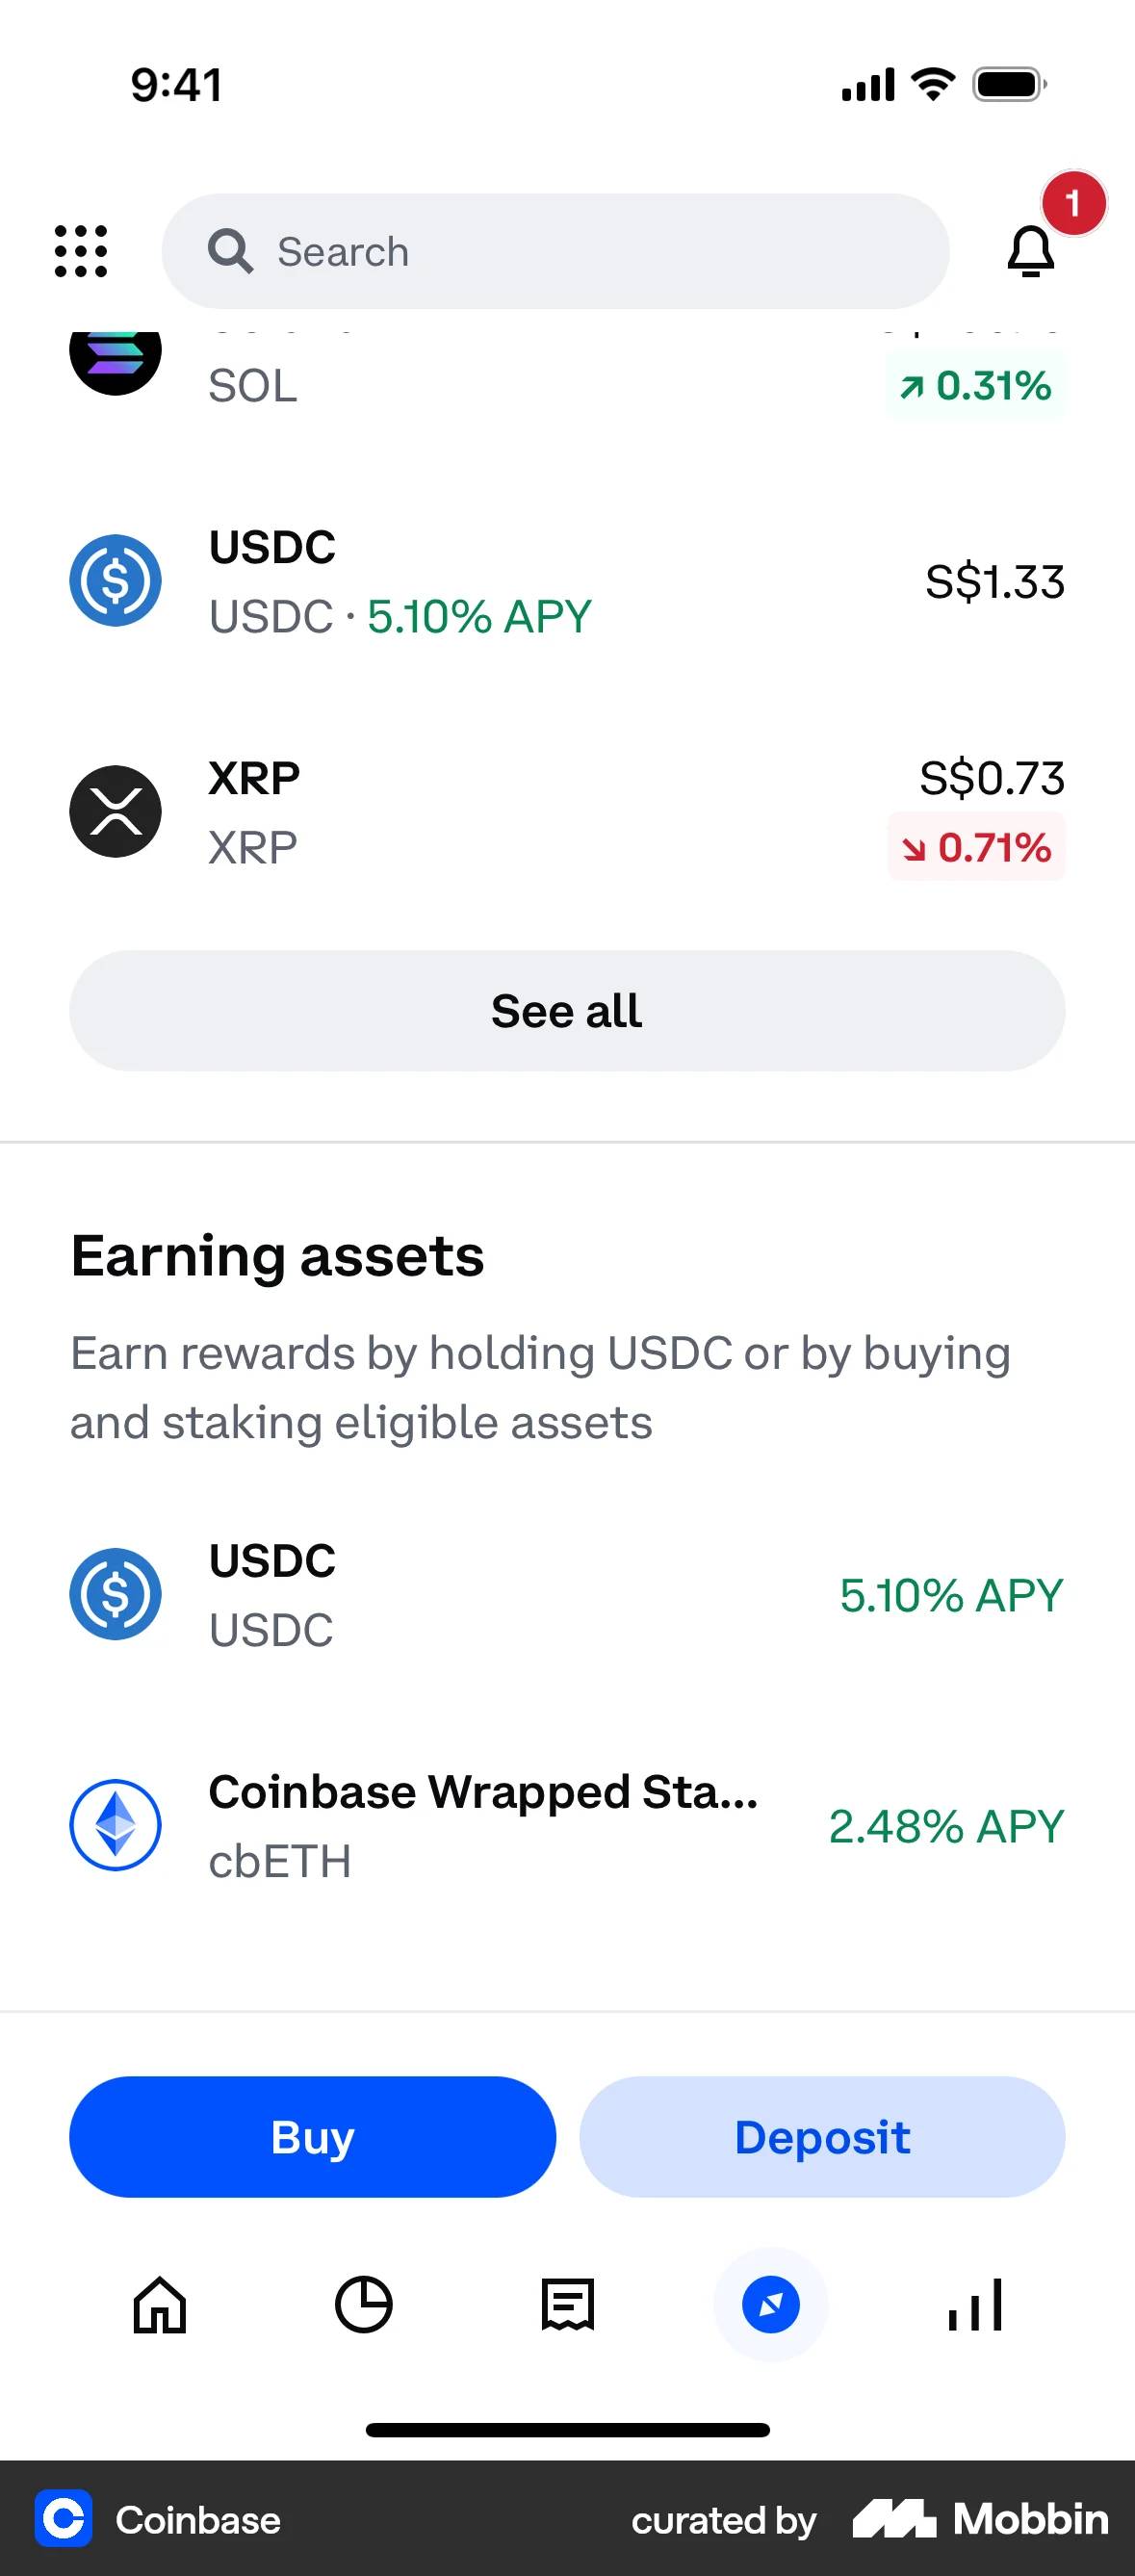 9:41
Search
1
SOL
↗ 0.31%
USDC
USDC · 5.10% APY
S$1.33
XRP
S$0.73
XRP
↘ 0.71%
See all
Earning assets
Earn rewards by holding USDC or by buying
and staking eligible assets
USDC
USDC
5.10% APY
Coinbase Wrapped Sta...
cbETH
2.48% APY
Buy
Deposit
Coinbase
curated by Mobbin